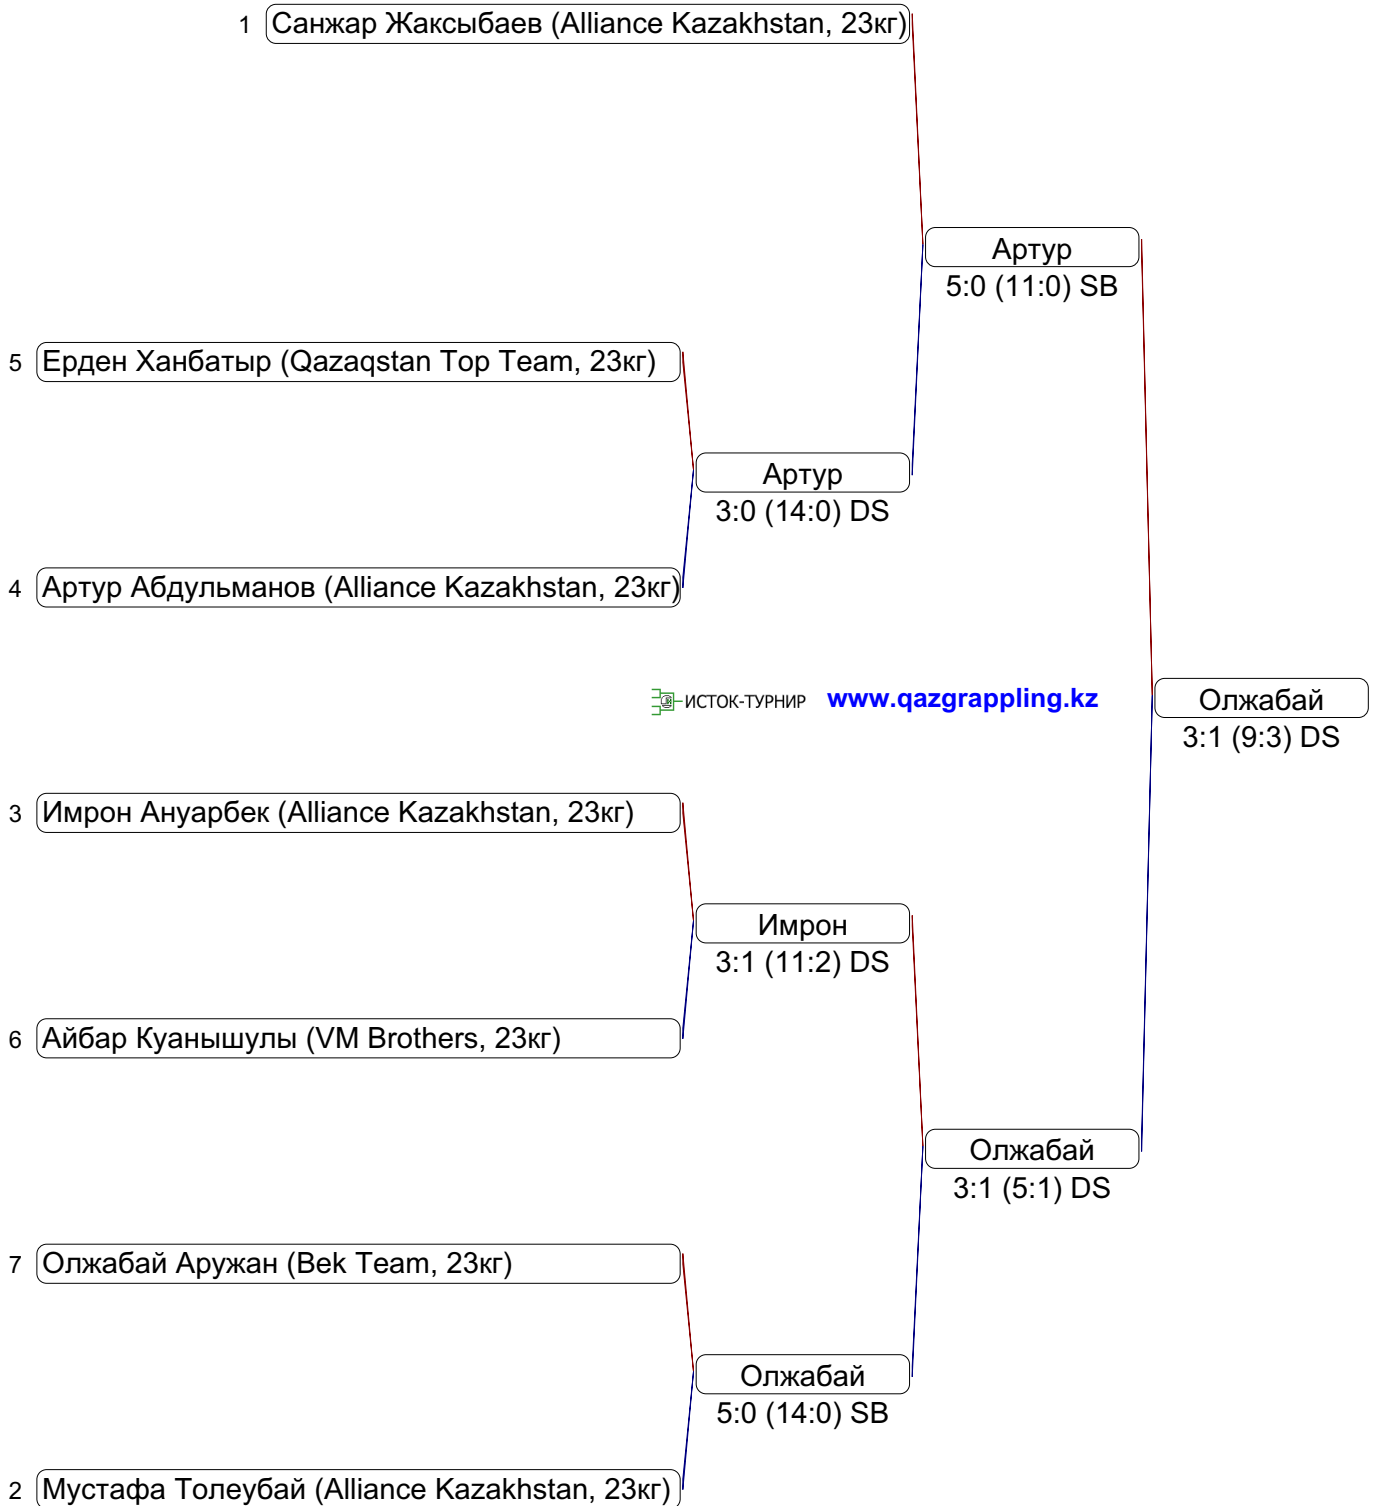 1 Санжар Жаксыбаев (Alliance Kazakhstan, 23кг)
Артур
5:0 (11:0) SB
5 Ерден Ханбатыр (Qazaqstan Top Team, 23кг)
Артур
3:0 (14:0) DS
4 Артур Абдульманов (Alliance Kazakhstan, 23кг)
ИСТОК-ТУРНИР www.qazgrappling.kz
Олжабай
3:1 (9:3) DS
3 Имрон Ануарбек (Alliance Kazakhstan, 23кг)
Имрон
3:1 (11:2) DS
6 Айбар Куанышулы (VM Brothers, 23кг)
Олжабай
3:1 (5:1) DS
7 Олжабай Аружан (Bek Team, 23кг)
Олжабай
5:0 (14:0) SB
2 Мустафа Толеубай (Alliance Kazakhstan, 23кг)